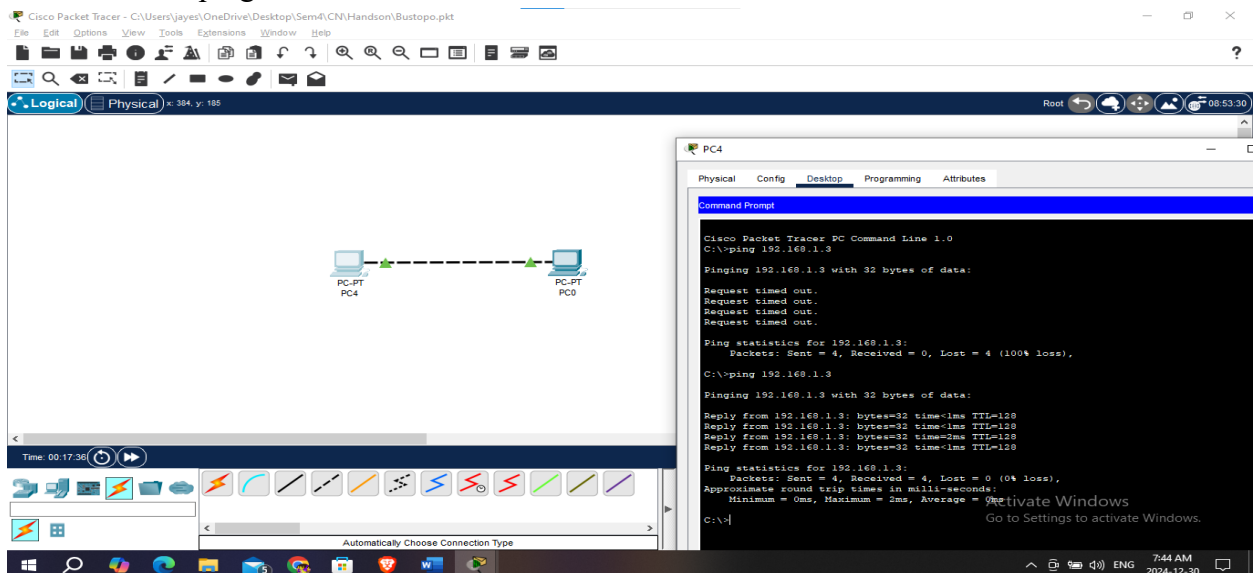 Cisco Packet Tracer - C:\Users\jayes\OneDrive\Desktop\Sem4\CN\Handson\Bustopo.pkt
File Edit Options View Tools Extensions Window Help
?
Logical Physical x: 384, y: 185
Root 08:53:30
PC4
Physical Config Desktop Programming Attributes
Command Prompt
Cisco Packet Tracer PC Command Line 1.0
C:\>ping 192.168.1.3
Pinging 192.168.1.3 with 32 bytes of data:
Request timed out.
Request timed out.
Request timed out.
Request timed out.
Ping statistics for 192.168.1.3:
Packets: Sent = 4, Received = 0, Lost = 4 (100% loss),
C:\>ping 192.168.1.3
Pinging 192.168.1.3 with 32 bytes of data:
Reply from 192.168.1.3: bytes=32 time<1ms TTL=128
Reply from 192.168.1.3: bytes=32 time<1ms TTL=128
Reply from 192.168.1.3: bytes=32 time=2ms TTL=128
Reply from 192.168.1.3: bytes=32 time<1ms TTL=128
Ping statistics for 192.168.1.3:
Packets: Sent = 4, Received = 4, Lost = 0 (0% loss),
Approximate round trip times in milli-seconds:
Minimum = 0ms, Maximum = 2ms, Average = 0ms
C:\>
PC-PT
PC4
PC-PT
PC0
Activate Windows
Go to Settings to activate Windows.
Time: 00:17:36
Automatically Choose Connection Type
ENG
7:44 AM
2024-12-30